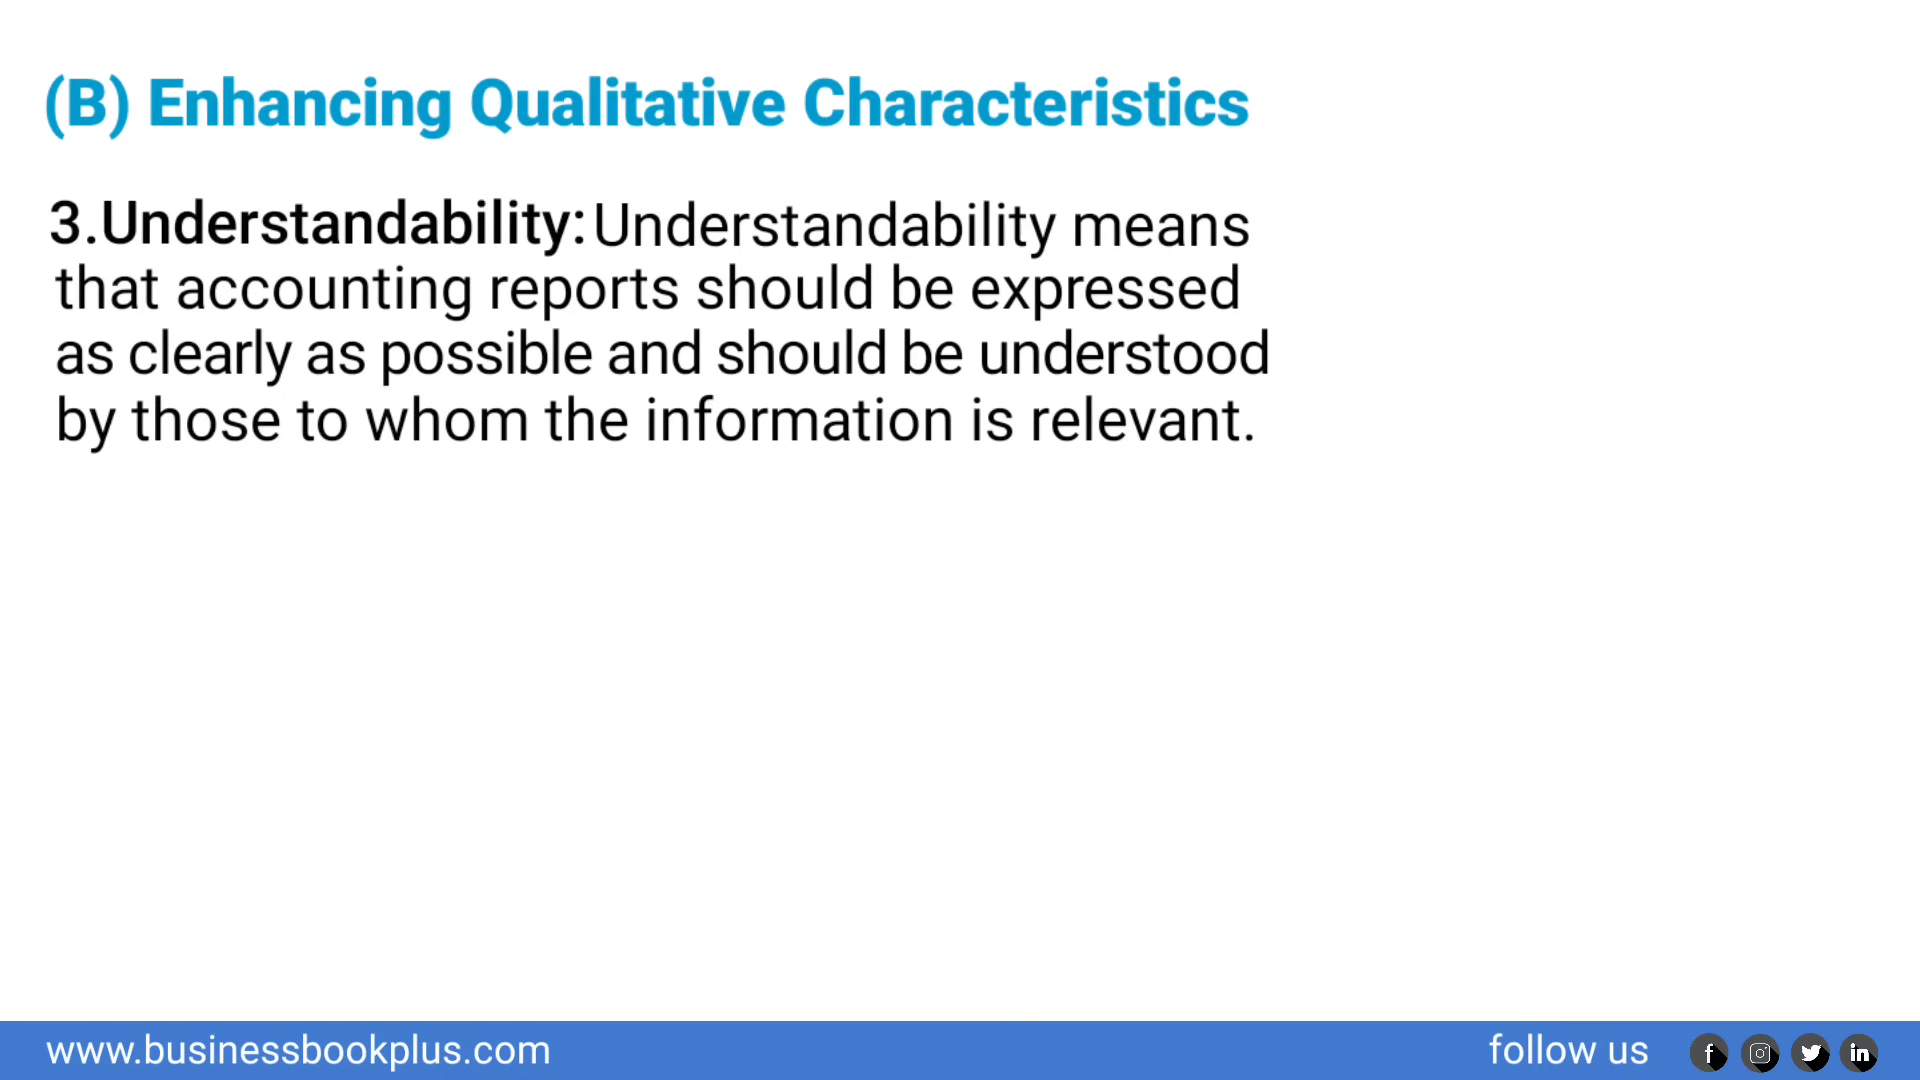 (B) Enhancing Qualitative Characteristics
3.Understandability: Understandability means
that accounting reports should be expressed
as clearly as possible and should be understood
by those to whom the information is relevant.
www.businessbookplus.com
follow us